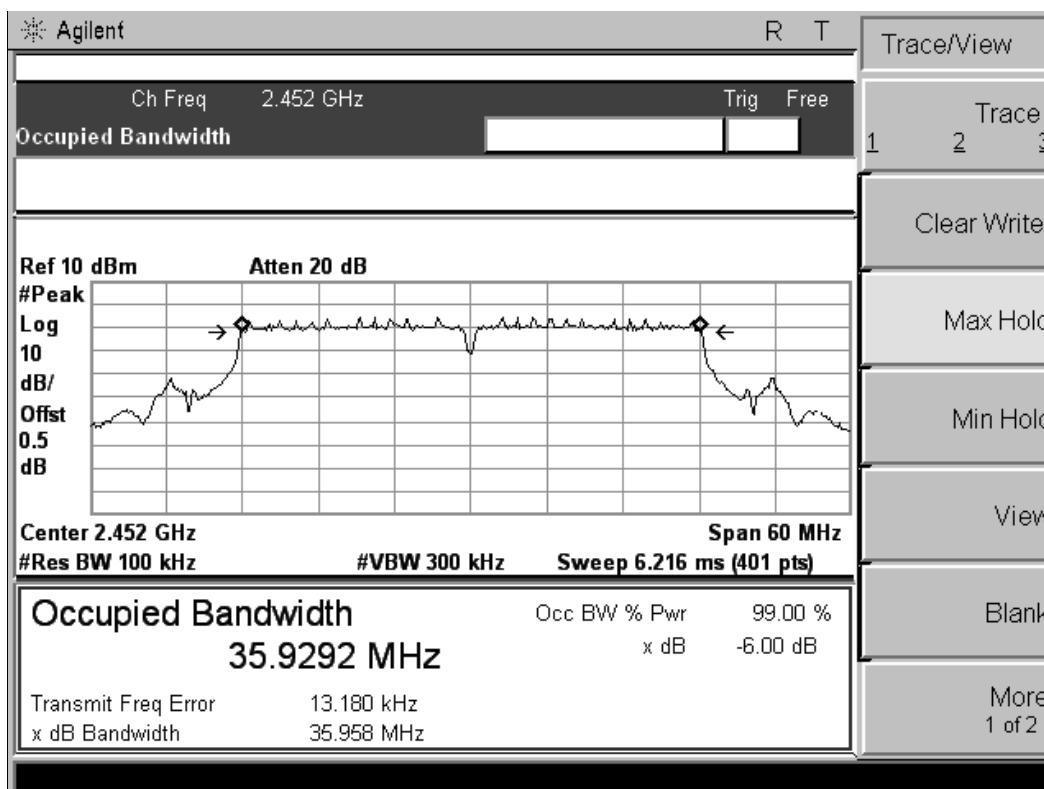 Agilent R T
Trace/View
Ch Freq 2.452 GHz Trig Free
Occupied Bandwidth
Trace
1 2 3
Clear Write
Ref 10 dBm Atten 20 dB
#Peak
Log
10
dB/
Offst
0.5
dB
Max Hold
Min Hold
View
Center 2.452 GHz Span 60 MHz
#Res BW 100 kHz #VBW 300 kHz Sweep 6.216 ms (401 pts)
Blank
Occupied Bandwidth
35.9292 MHz
Occ BW % Pwr 99.00 %
x dB -6.00 dB
Transmit Freq Error 13.180 kHz
x dB Bandwidth 35.958 MHz
More
1 of 2